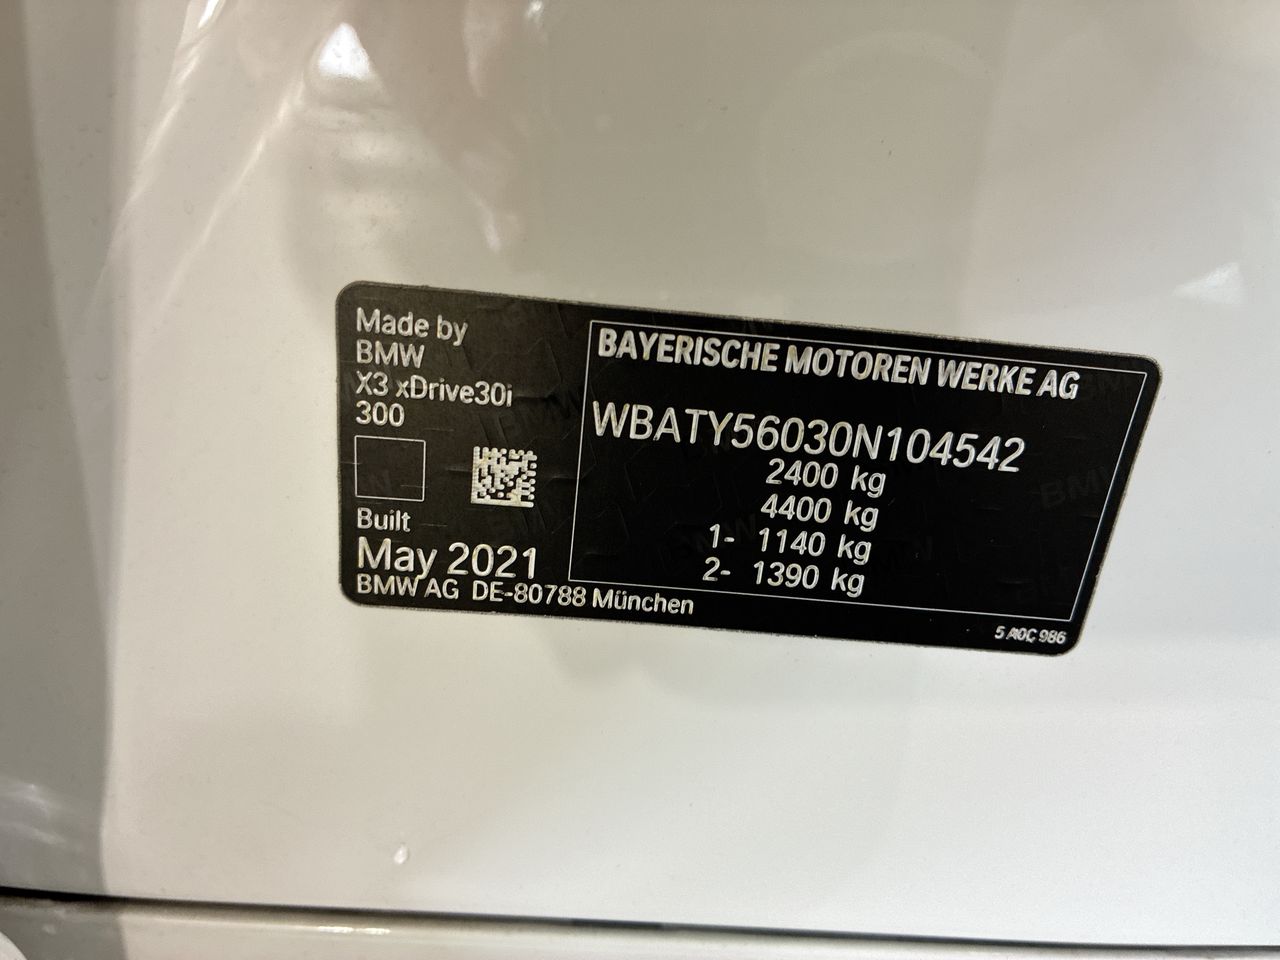 Made by
BMW
X3 xDrive30i
300
Built
May 2021
BMW AG DE-80788 München
BAYERISCHE MOTOREN WERKE AG
WBATY56030N104542
2400 kg
4400 kg
1- 1140 kg
2- 1390 kg
5 A0C 986